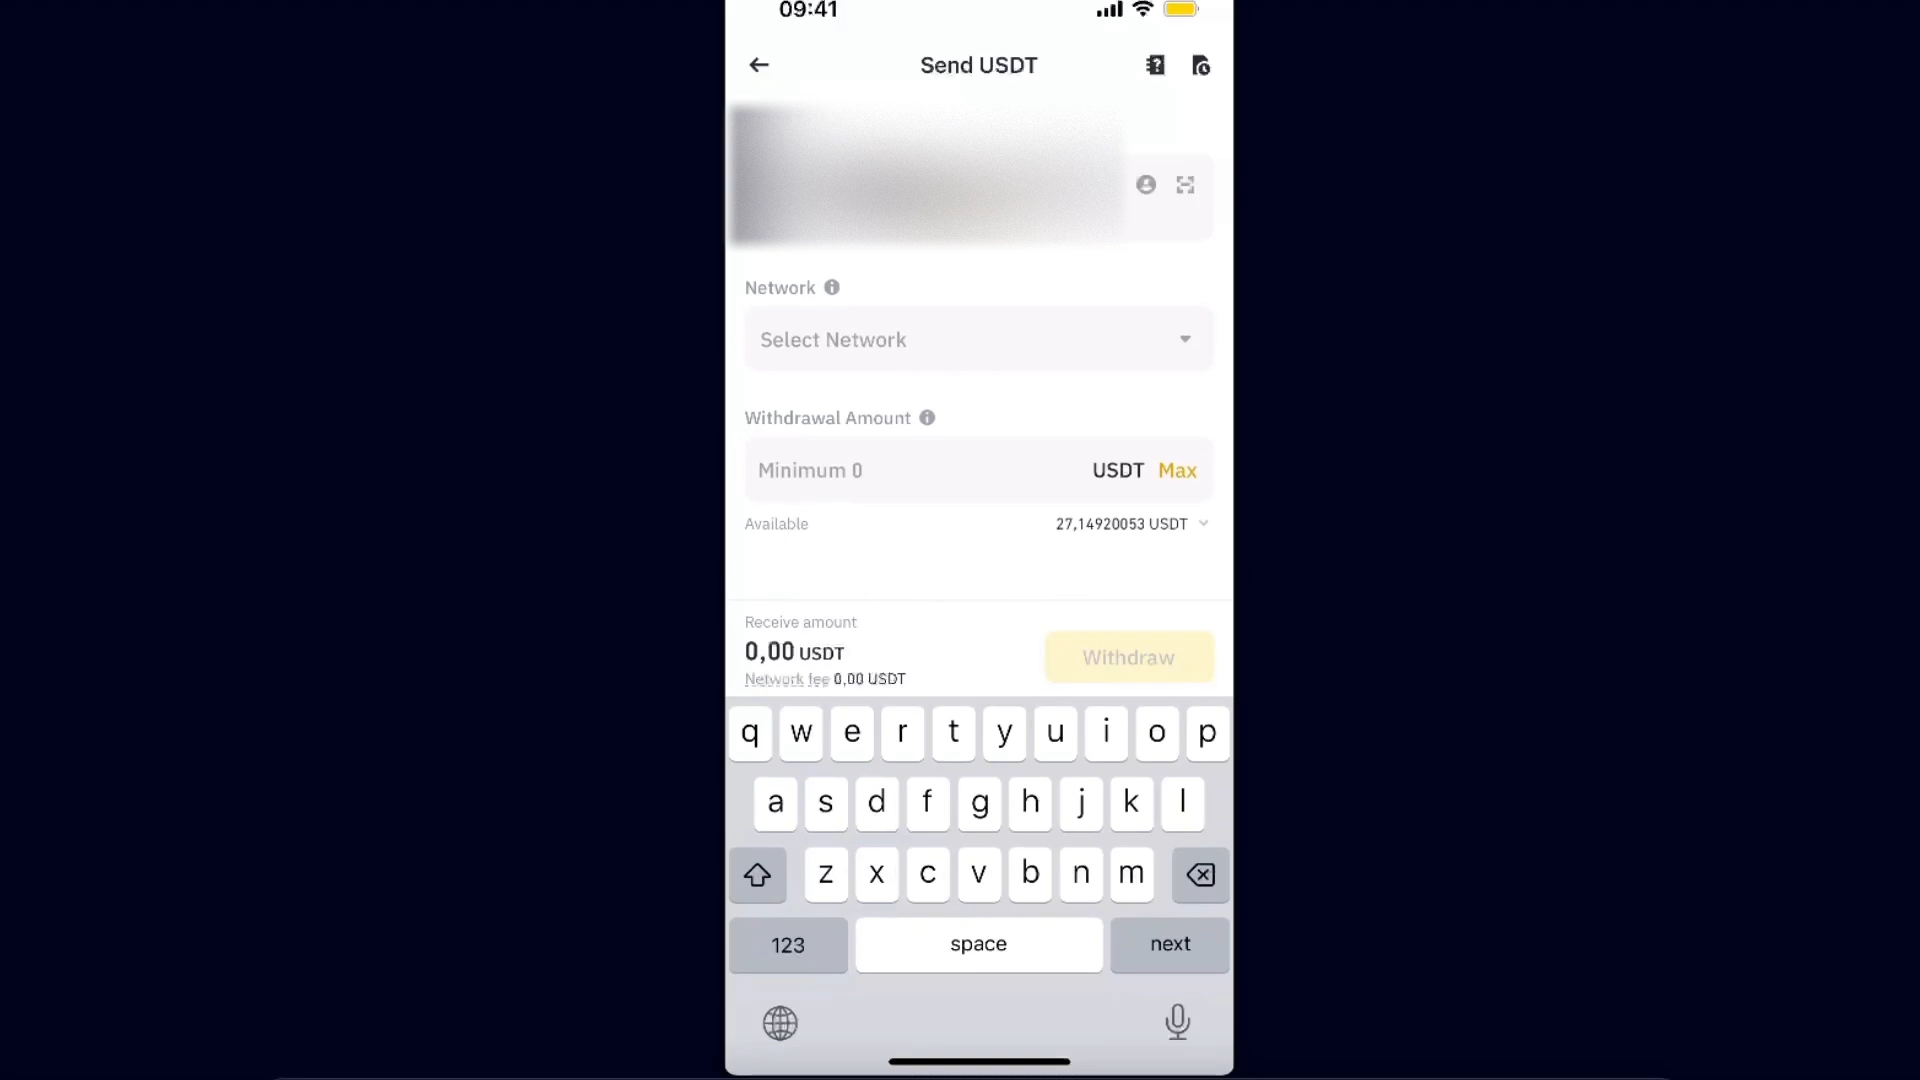 09:41
Send USDT
Network
Select Network
Withdrawal Amount
Minimum 0 USDT Max
Available 27,14920053 USDT
Receive amount
0,00 USDT
Withdraw
Network fee 0,00 USDT
q w e r t y u i o p
a s d f g h j k l
z x c v b n m
123 space next